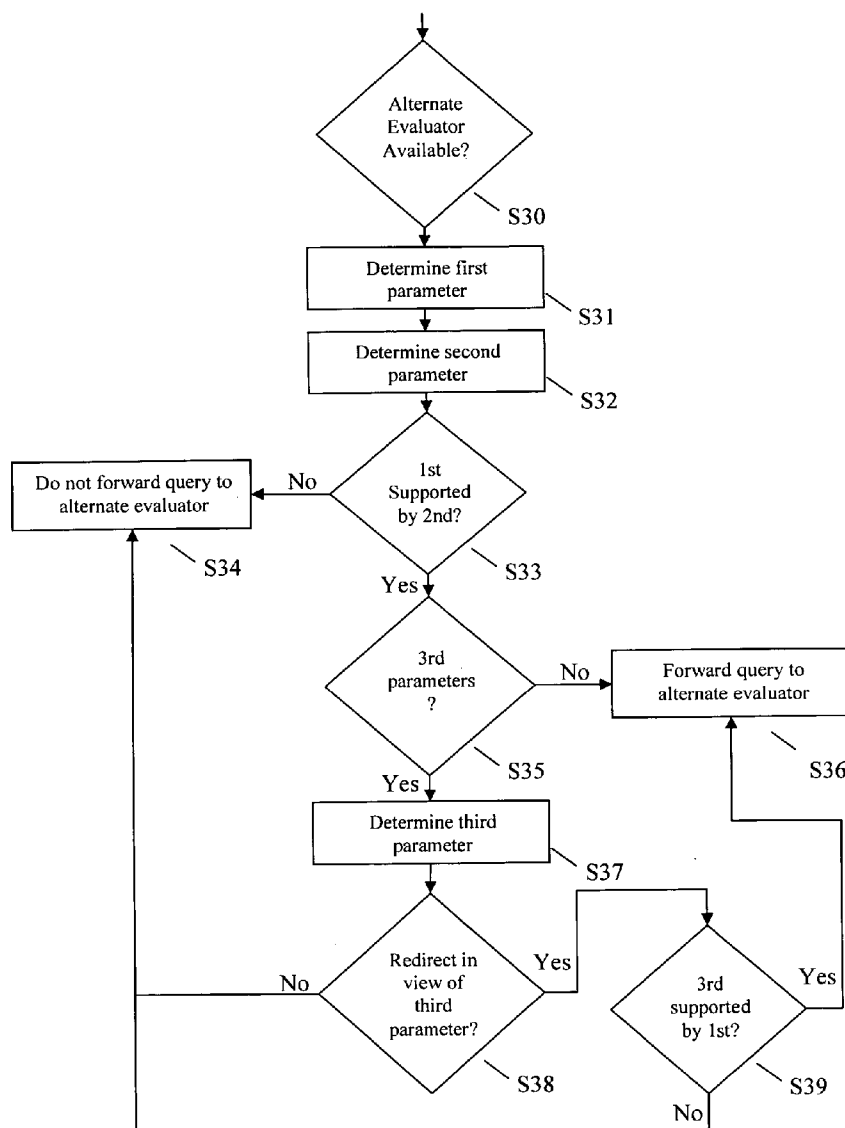 Alternate
Evaluator
Available?
S30
Determine first
parameter
S31
Determine second
parameter
S32
1st
Supported
by 2nd?
S33
No
Do not forward query to
alternate evaluator
S34
Yes
3rd
parameters
?
S35
No
Forward query to
alternate evaluator
S36
Yes
Determine third
parameter
S37
Redirect in
view of
third
parameter?
S38
No
Yes
3rd
supported
by 1st?
S39
Yes
No